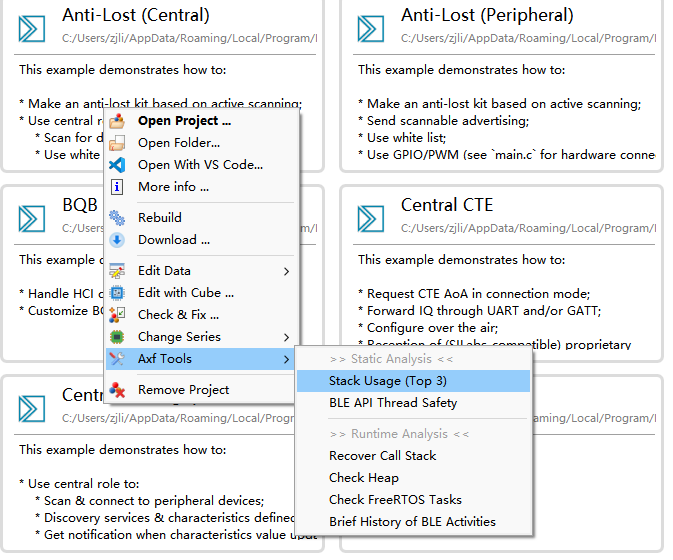 Anti-Lost (Central)
C:/Users/zjli/AppData/Roaming/Local/Program/
This example demonstrates how to:
* Make an anti-lost kit based on active scanning;
* Use central
* Scan for
* Use white
Anti-Lost (Peripheral)
C:/Users/zjli/AppData/Roaming/Local/Program/
This example demonstrates how to:
* Make an anti-lost kit based on active scanning;
* Send scannable advertising;
* Use white list;
* Use GPIO/PWM (see `main.c` for hardware
Open Project ...
Open Folder...
Open With VS Code...
More info ...
Rebuild
Download ...
Edit Data
Edit with Cube ...
Check & Fix ...
Change Series
Axf Tools
Remove Project
BQB
C:/Users
This example
* Handle HCI
* Customize
Central CTE
C:/Users/zjli/AppData/Roaming/Local/Program/
This example demonstrates how to:
* Request CTE AoA in connection mode;
* Forward IQ through UART and/or GATT;
* Configure over the air;
* Reception of (SiLabs-compatible) proprietary
>> Static Analysis <<
Stack Usage (Top 3)
BLE API Thread Safety
>> Runtime Analysis <<
Recover Call Stack
Check Heap
Check FreeRTOS Tasks
Brief History of BLE Activities
C:/Users/zjli/AppData/Roaming/Local/Program/
This example demonstrates how to:
* Use central role to:
* Scan & connect to peripheral devices;
* Discovery services & characteristics
* Get notification when characteristics value